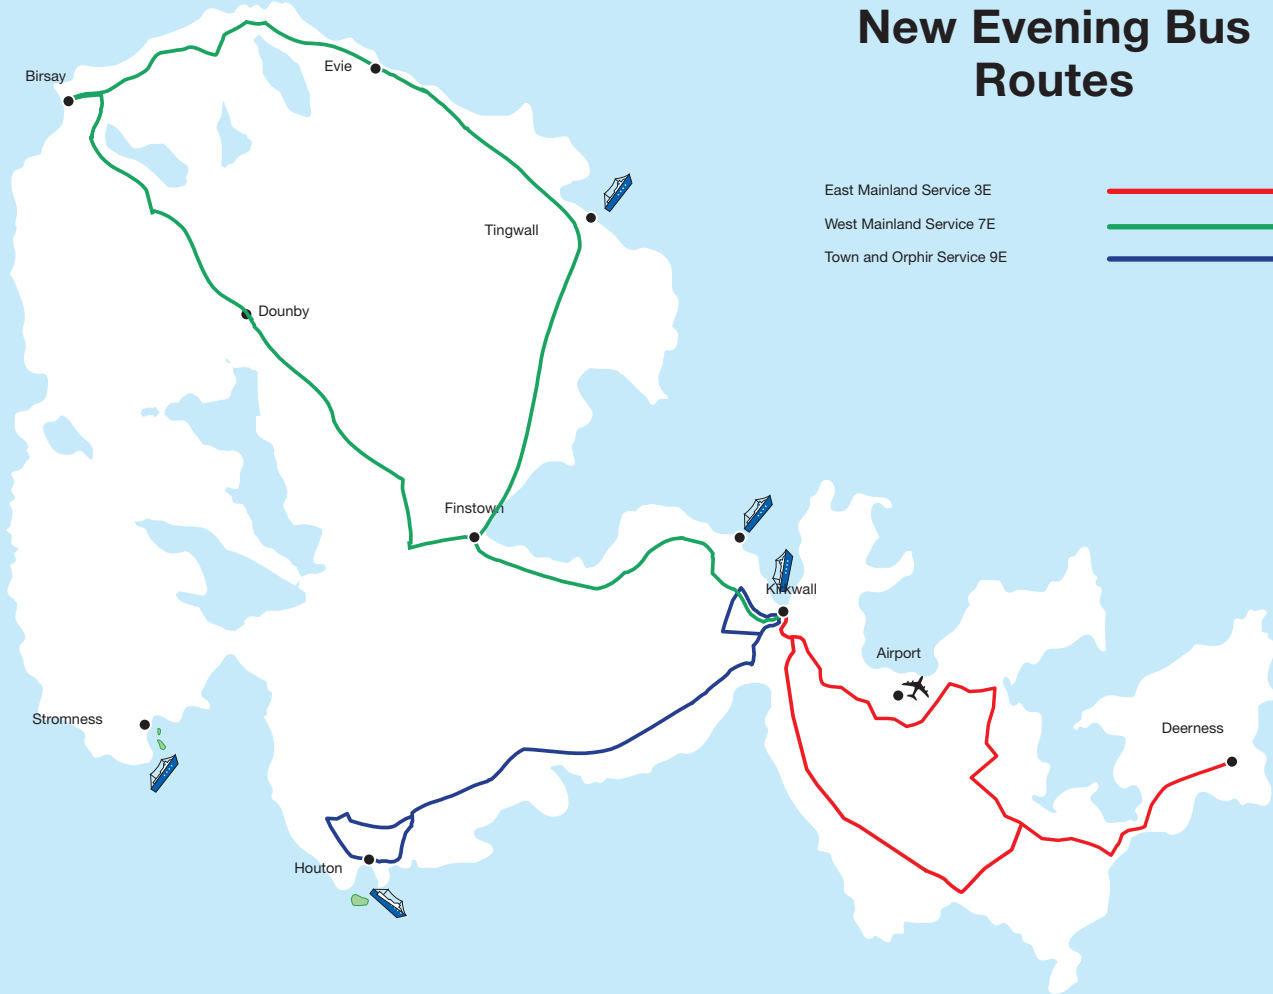 New Evening Bus
Routes
Birsay
Evie
East Mainland Service 3E
West Mainland Service 7E
Tingwall
Town and Orphir Service 9E
Dounby
Finstown
Kirkwall
Airport
Stromness
Deerness
Houton